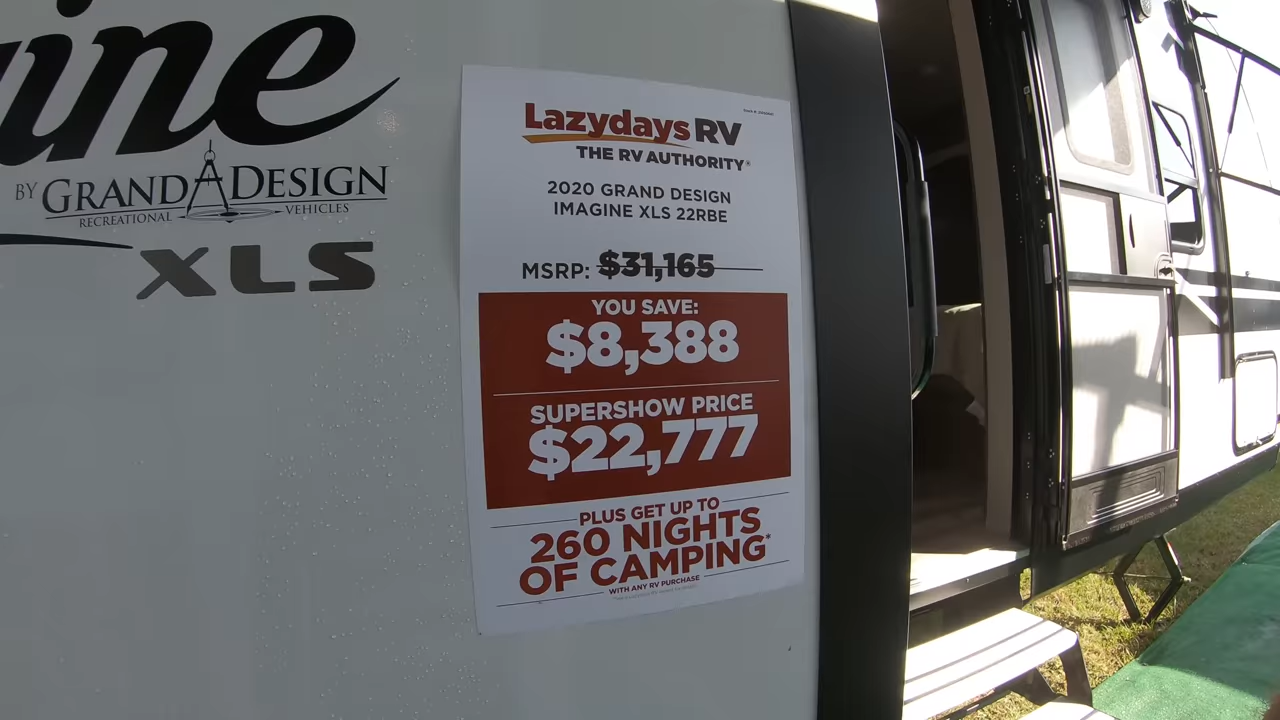 ine
BY GRAND DESIGN
RECREATIONAL VEHICLES
XLS
Lazydays RV
THE RV AUTHORITY®
2020 GRAND DESIGN
IMAGINE XLS 22RBE
MSRP: $31,165
YOU SAVE:
$8,388
SUPERSHOW PRICE
$22,777
PLUS GET UP TO
260 NIGHTS
OF CAMPING*
WITH ANY RV PURCHASE